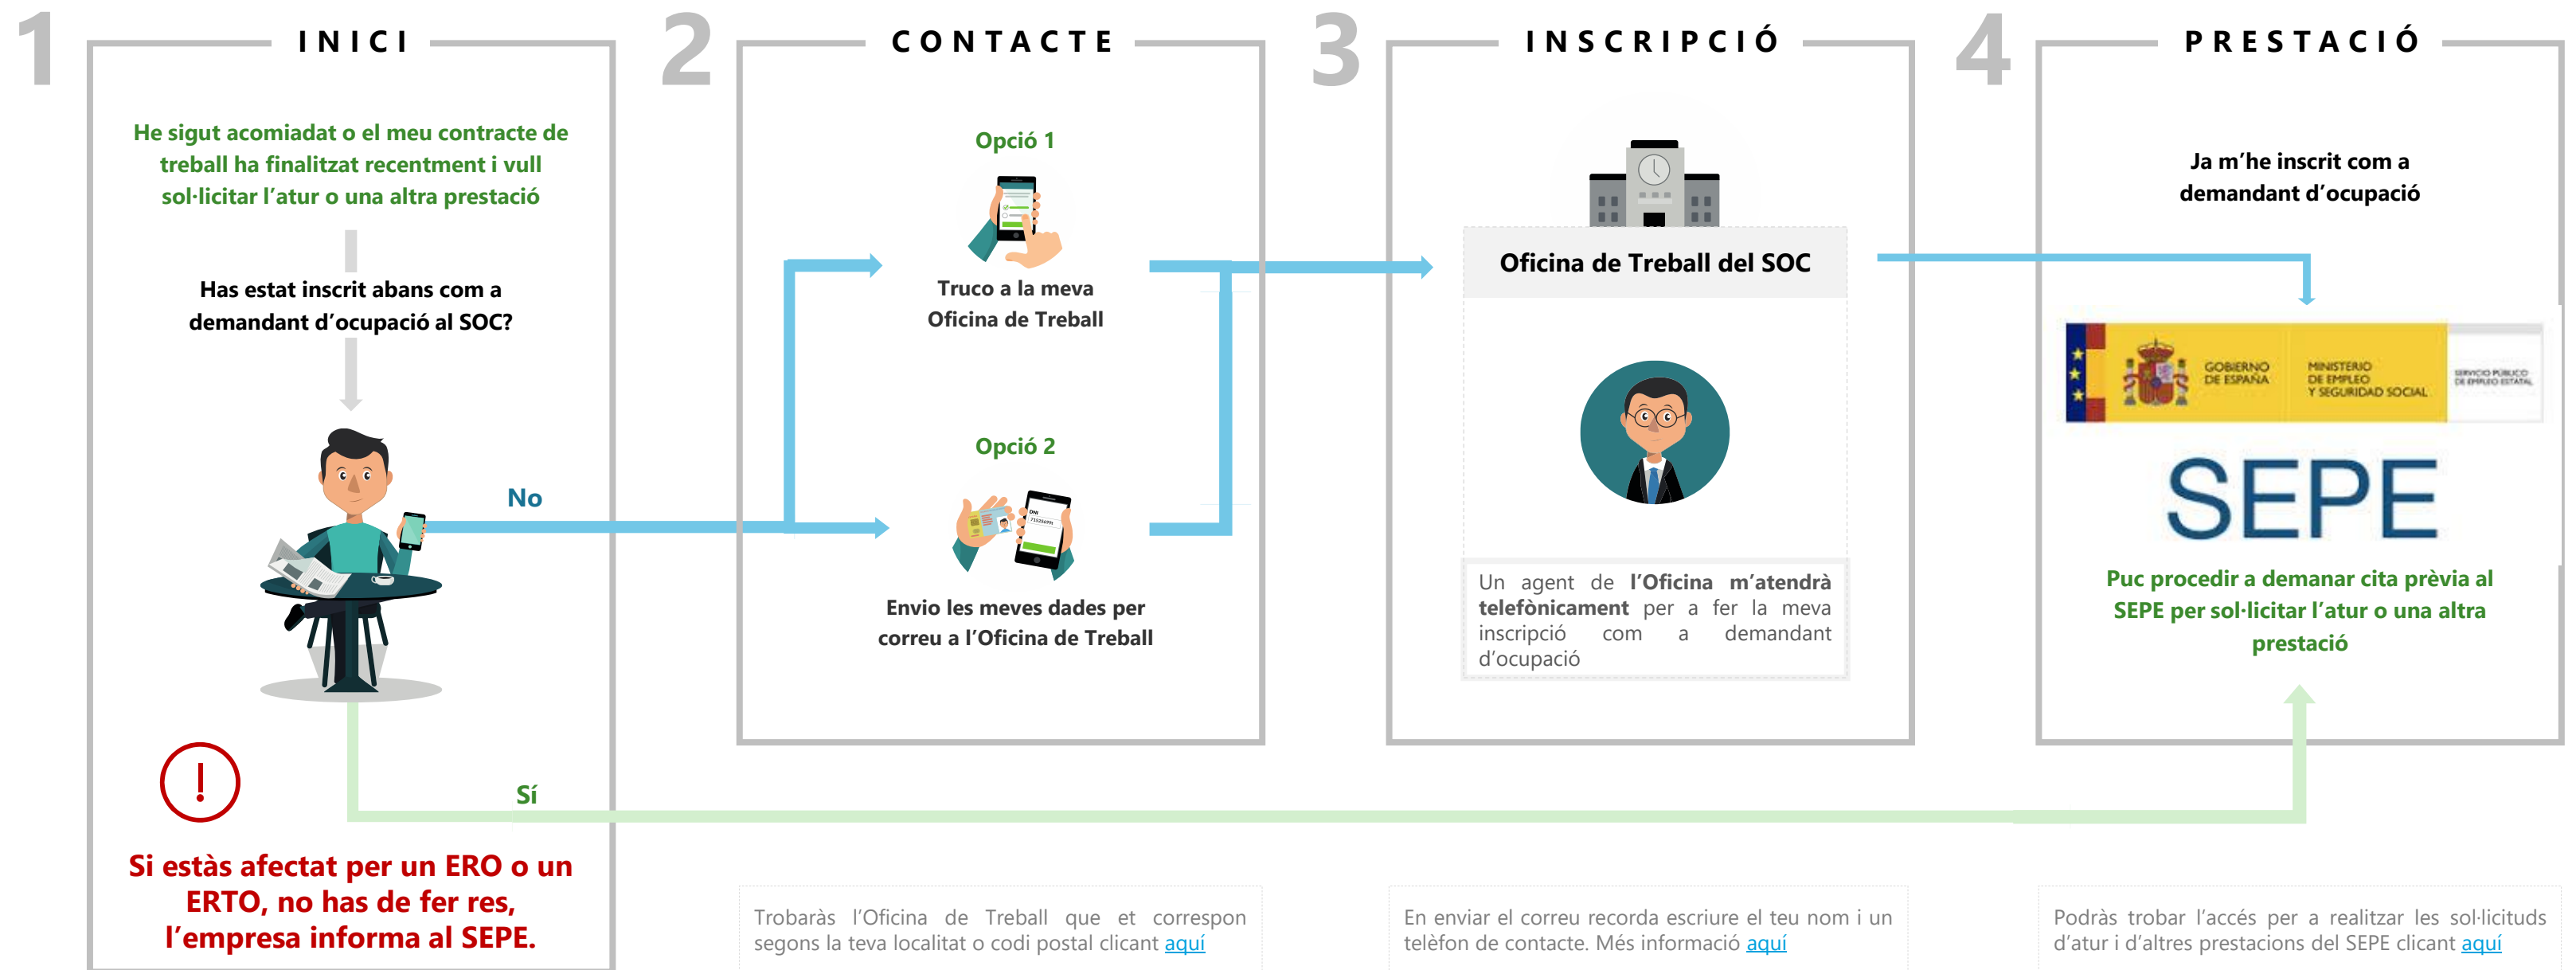 1
INICI
He sigut acomiadat o el meu contracte de
treball ha finalitzat recentment i vull
sol·licitar l'atur o una altra prestació
Has estat inscrit abans com a
demandant d'ocupació al SOC?
No
Sí
!
Si estàs afectat per un ERO o un
ERTO, no has de fer res,
l'empresa informa al SEPE.
2
CONTACTE
Opció 1
Truco a la meva
Oficina de Treball
Opció 2
DNI
Envio les meves dades per
correu a l'Oficina de Treball
Trobaràs l'Oficina de Treball que et correspon
segons la teva localitat o codi postal clicant aquí
3
INSCRIPCIÓ
Oficina de Treball del SOC
Un agent de l'Oficina m'atendrà
telefònicament per a fer la meva
inscripció com a demandant
d'ocupació
En enviar el correu recorda escriure el teu nom i un
telèfon de contacte. Més informació aquí
4
PRESTACIÓ
Ja m'he inscrit com a
demandant d'ocupació
GOBIERNO
DE ESPAÑA
MINISTERIO
DE EMPLEO
Y SEGURIDAD SOCIAL
SERVICIO PÚBLICO
DE EMPLEO ESTATAL
SEPE
Puc procedir a demanar cita prèvia al
SEPE per sol·licitar l'atur o una altra
prestació
Podràs trobar l'accés per a realitzar les sol·licituds
d'atur i d'altres prestacions del SEPE clicant aquí